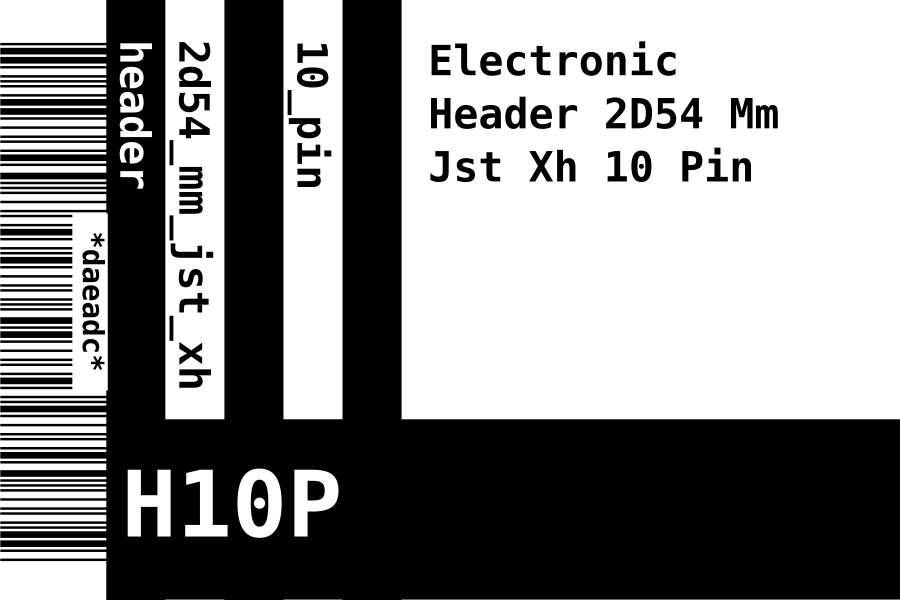 *daeadc*
header
2d54_mm_jst_xh
10_pin
Electronic
Header 2D54 Mm
Jst Xh 10 Pin
H10P